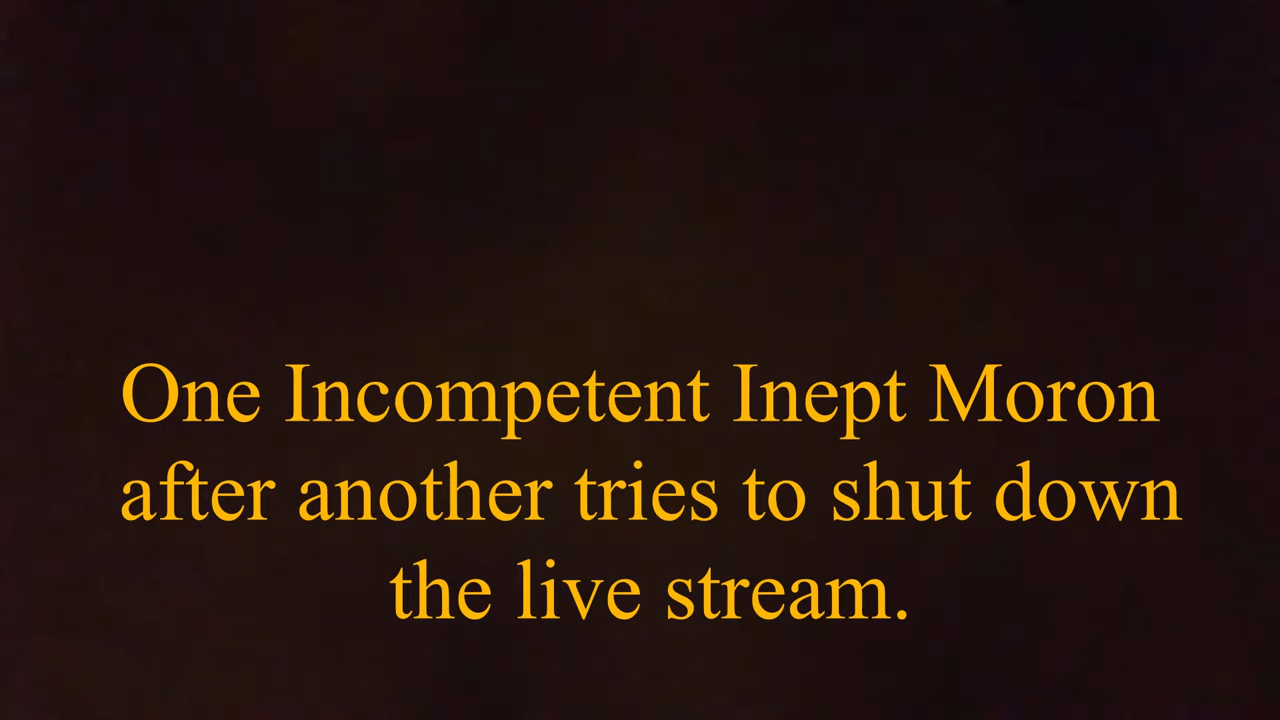 One Incompetent Inept Moron
after another tries to shut down
the live stream.